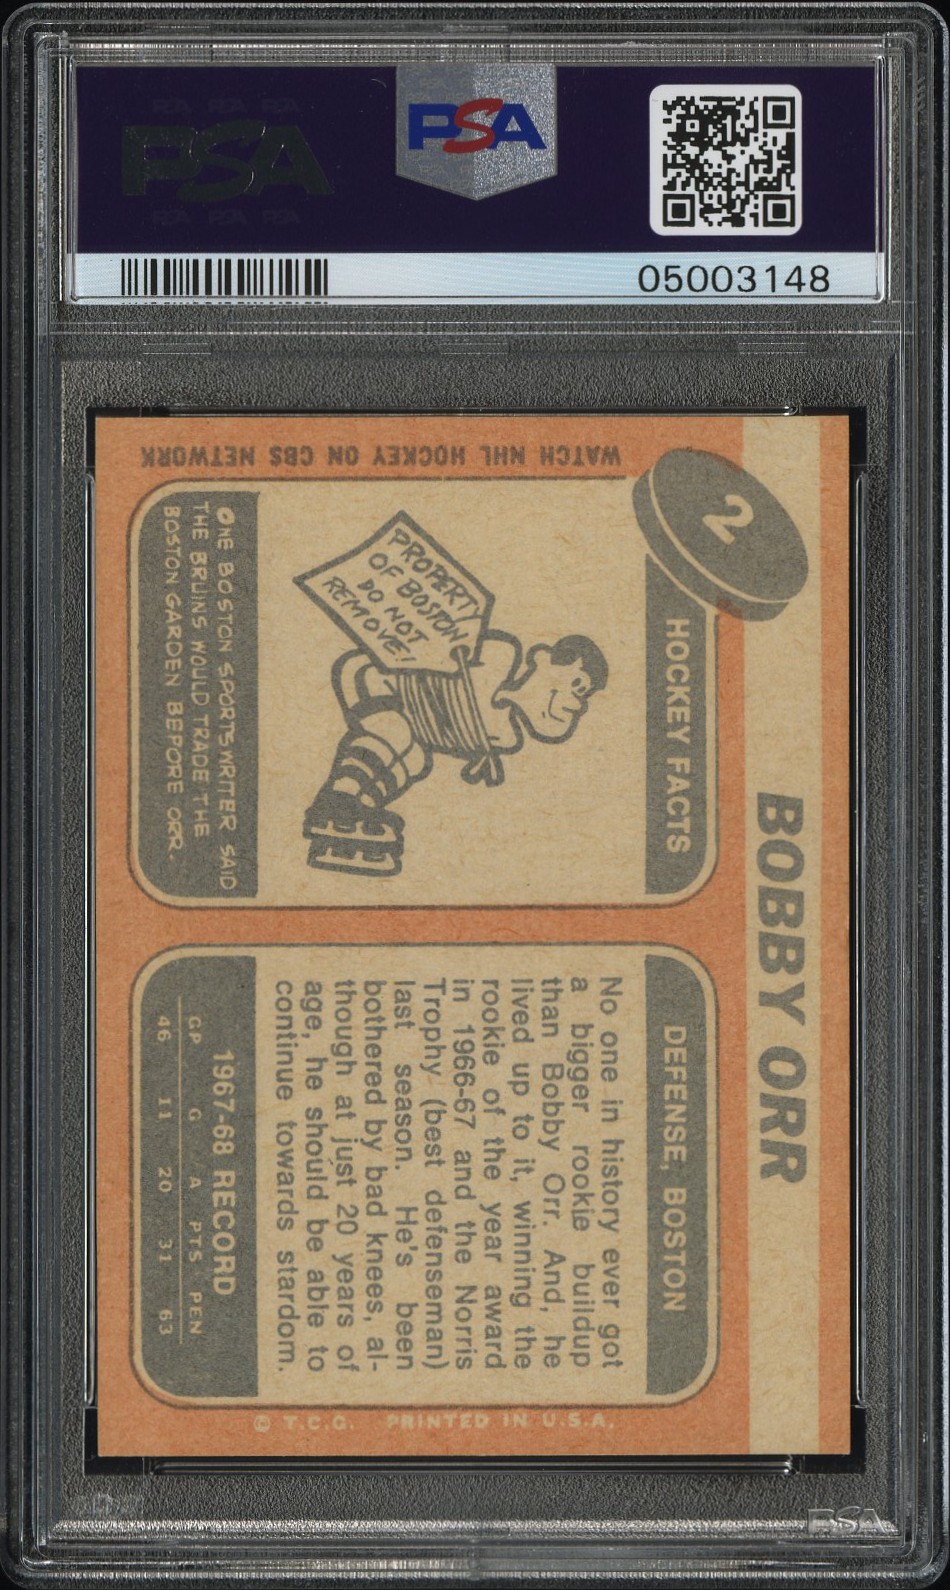 PSA
PSA
05003148
2
BOBBY ORR
HOCKEY FACTS
PROPERTY
OF BOSTON
DO NOT
REMOVE!
ONE BOSTON SPORTSWRITER SAID
THE BRUINS WOULD TRADE THE
BOSTON GARDEN BEFORE ORR.
WATCH NHL HOCKEY ON CBS NETWORK
DEFENSE, BOSTON
No one in history ever got
a bigger rookie buildup
than Bobby Orr. And, he
lived up to it, winning the
rookie of the year award
in 1966-67 and the Norris
Trophy (best defenseman)
last season. He's been
bothered by bad knees, al-
though at just 20 years of
age, he should be able to
continue towards stardom.
1967-68 RECORD
GP G A PTS PEN
46 11 20 31 63
© T.C.G. PRINTED IN U.S.A.
PSA